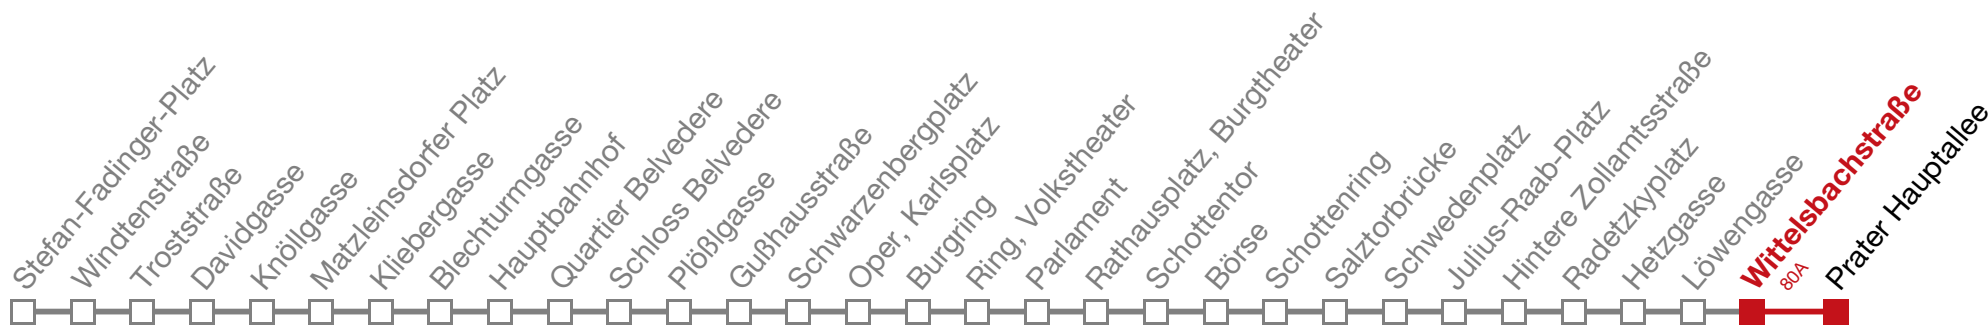 Stefan-Fadinger-Platz
Windtenstraße
Troststraße
Davidgasse
Knöllgasse
Matzleinsdorfer Platz
Kliebergasse
Blechturmgasse
Hauptbahnhof
Quartier Belvedere
Schloss Belvedere
Plößlgasse
Gußhausstraße
Schwarzenbergplatz
Oper, Karlsplatz
Burgring
Ring, Volkstheater
Parlament
Rathausplatz, Burgtheater
Schottentor
Börse
Schottenring
Salztorbrücke
Schwedenplatz
Julius-Raab-Platz
Hintere Zollamtsstraße
Radetzkyplatz
Hetzgasse
Löwengasse
Wittelsbachstraße
80A
Prater Hauptallee